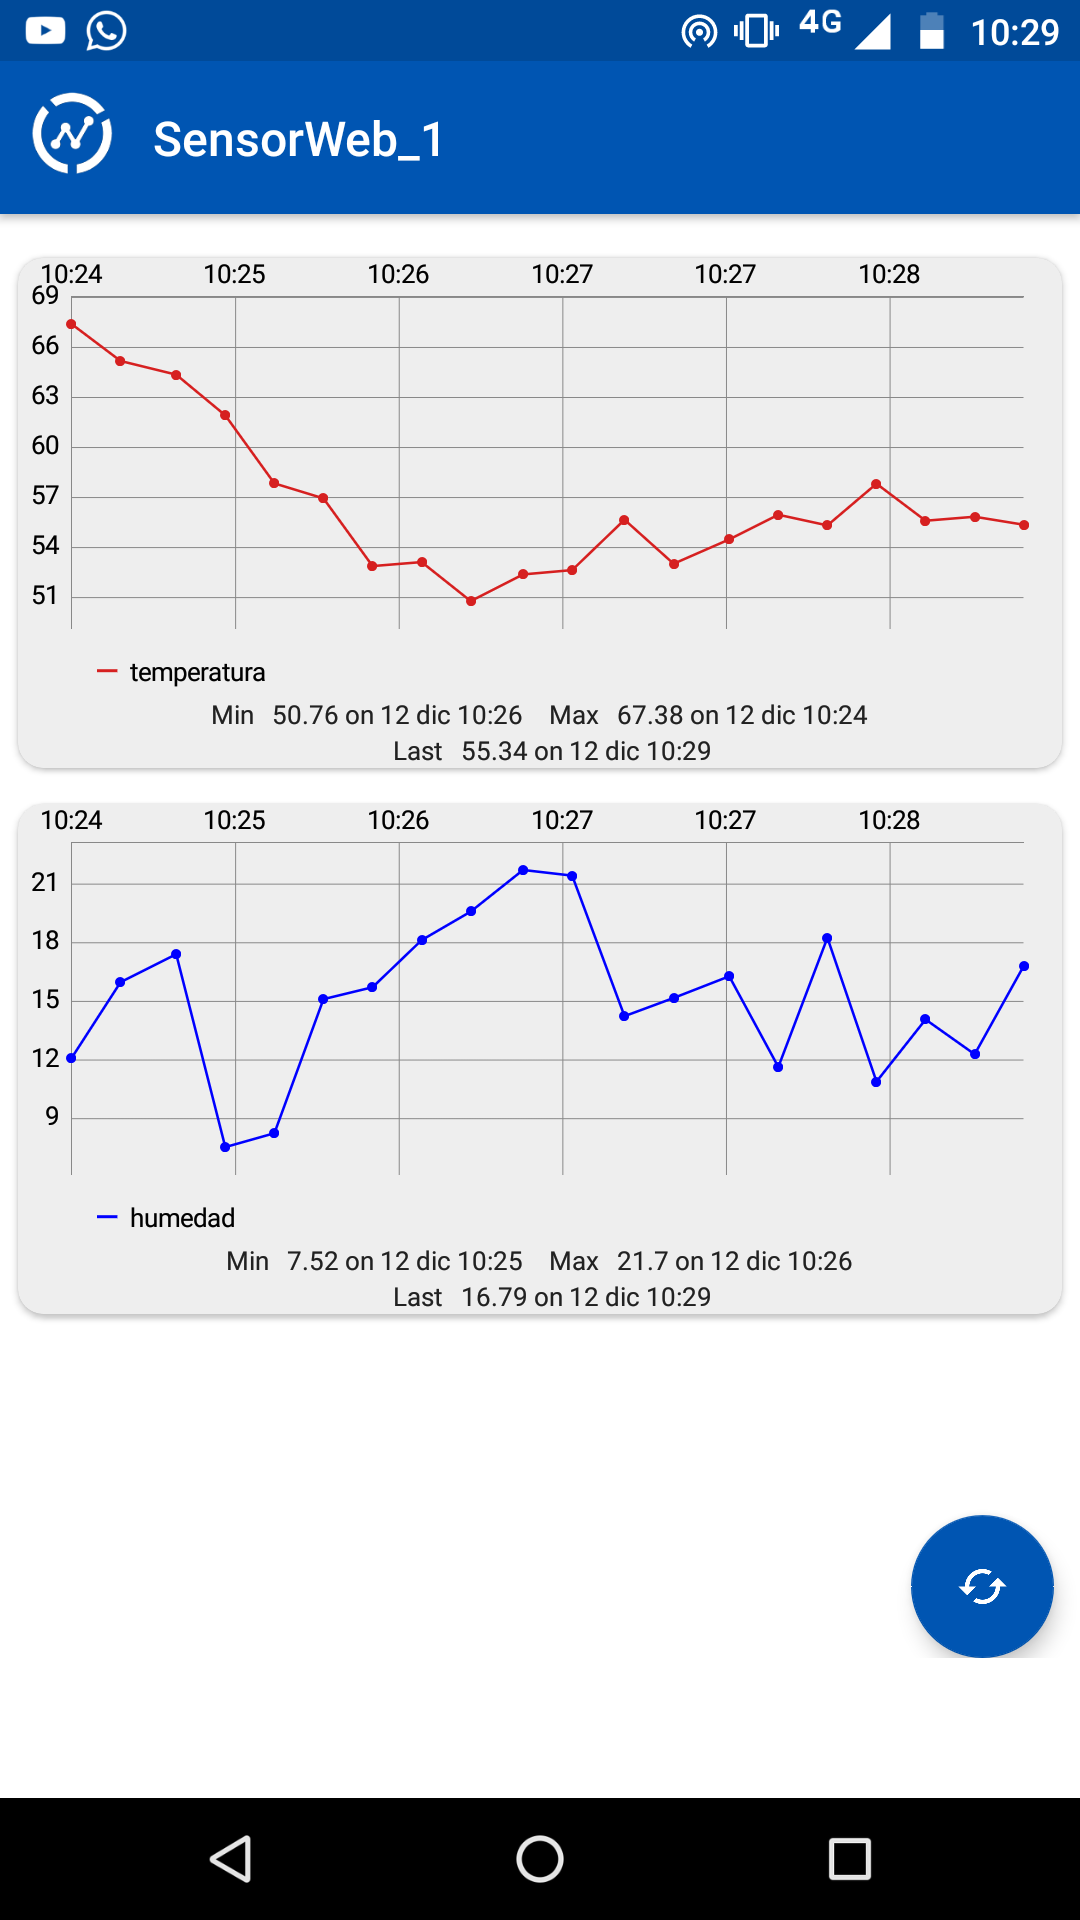 4G 10:29
SensorWeb_1
10:24 10:25 10:26 10:27 10:27 10:28
69
66
63
60
57
54
51
temperatura
Min 50.76 on 12 dic 10:26 Max 67.38 on 12 dic 10:24
Last 55.34 on 12 dic 10:29
10:24 10:25 10:26 10:27 10:27 10:28
21
18
15
12
9
humedad
Min 7.52 on 12 dic 10:25 Max 21.7 on 12 dic 10:26
Last 16.79 on 12 dic 10:29